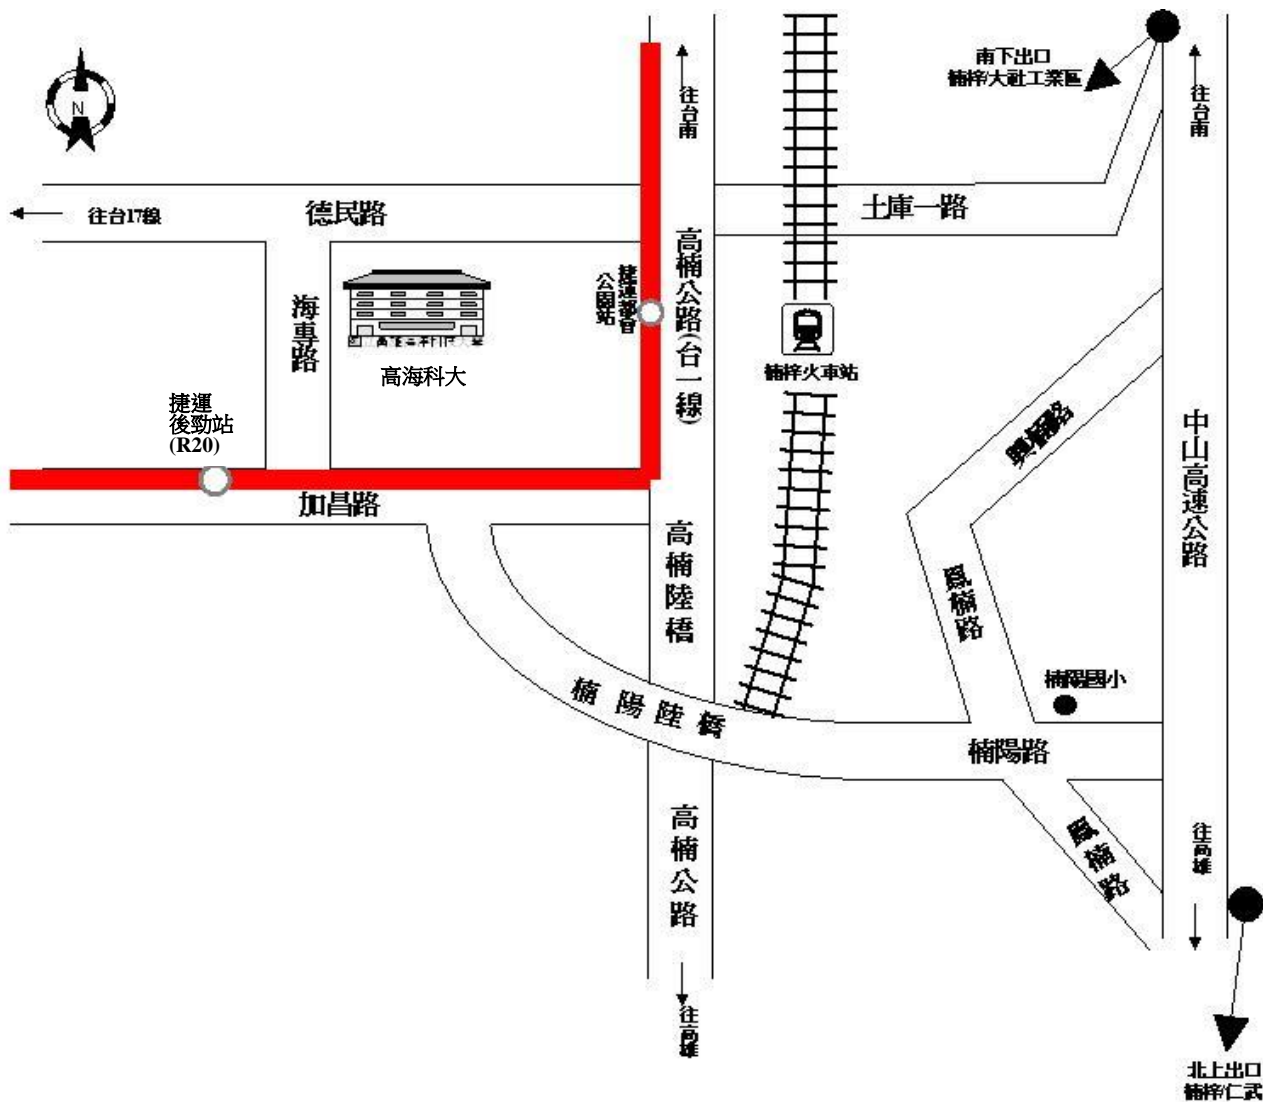 N
南下出口
楠梓/大社工業區
往台南
往台南
往台17線
德民路
土庫一路
海專路
高海科大
捷運都會
公園站
高楠公路(台一線)
楠梓火車站
捷運
後勁站
(R20)
加昌路
興楠路
中山高速公路
高楠陸橋
鳳楠路
楠陽國小
楠陽陸橋
楠陽路
高楠公路
鳳楠路
往高雄
往高雄
北上出口
楠梓/仁武